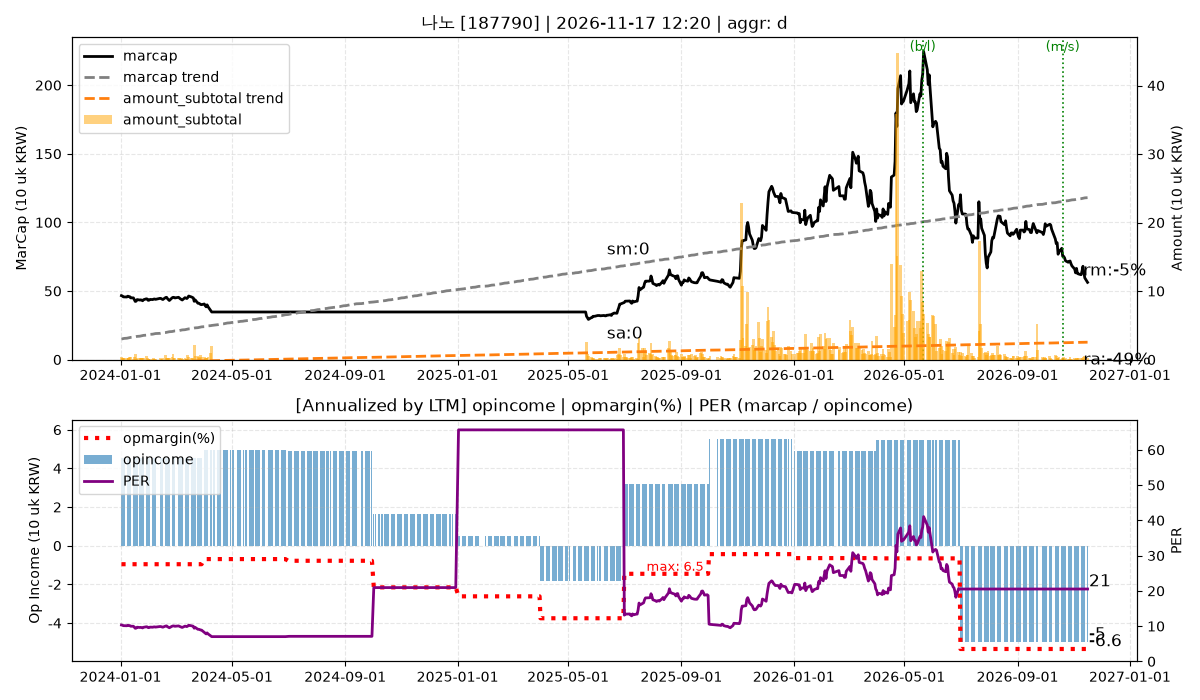 나노 [187790] | 2026-11-17 12:20 | aggr: d
(b/l)
(m/s)
marcap
marcap trend
amount_subtotal trend
amount_subtotal
MarCap (10 uk KRW)
200
150
100
50
0
Amount (10 uk KRW)
40
30
20
10
0
sm:0
sa:0
rm:-5%
ra:-49%
2024-01-01 2024-05-01 2024-09-01 2025-01-01 2025-05-01 2025-09-01 2026-01-01 2026-05-01 2026-09-01 2027-01-01
[Annualized by LTM] opincome | opmargin(%) | PER (marcap / opincome)
opmargin(%)
opincome
PER
Op Income (10 uk KRW)
6
4
2
0
-2
-4
PER
60
50
40
30
20
10
0
max: 6.5
21
-5
-6.6
2024-01-01 2024-05-01 2024-09-01 2025-01-01 2025-05-01 2025-09-01 2026-01-01 2026-05-01 2026-09-01 2027-01-01